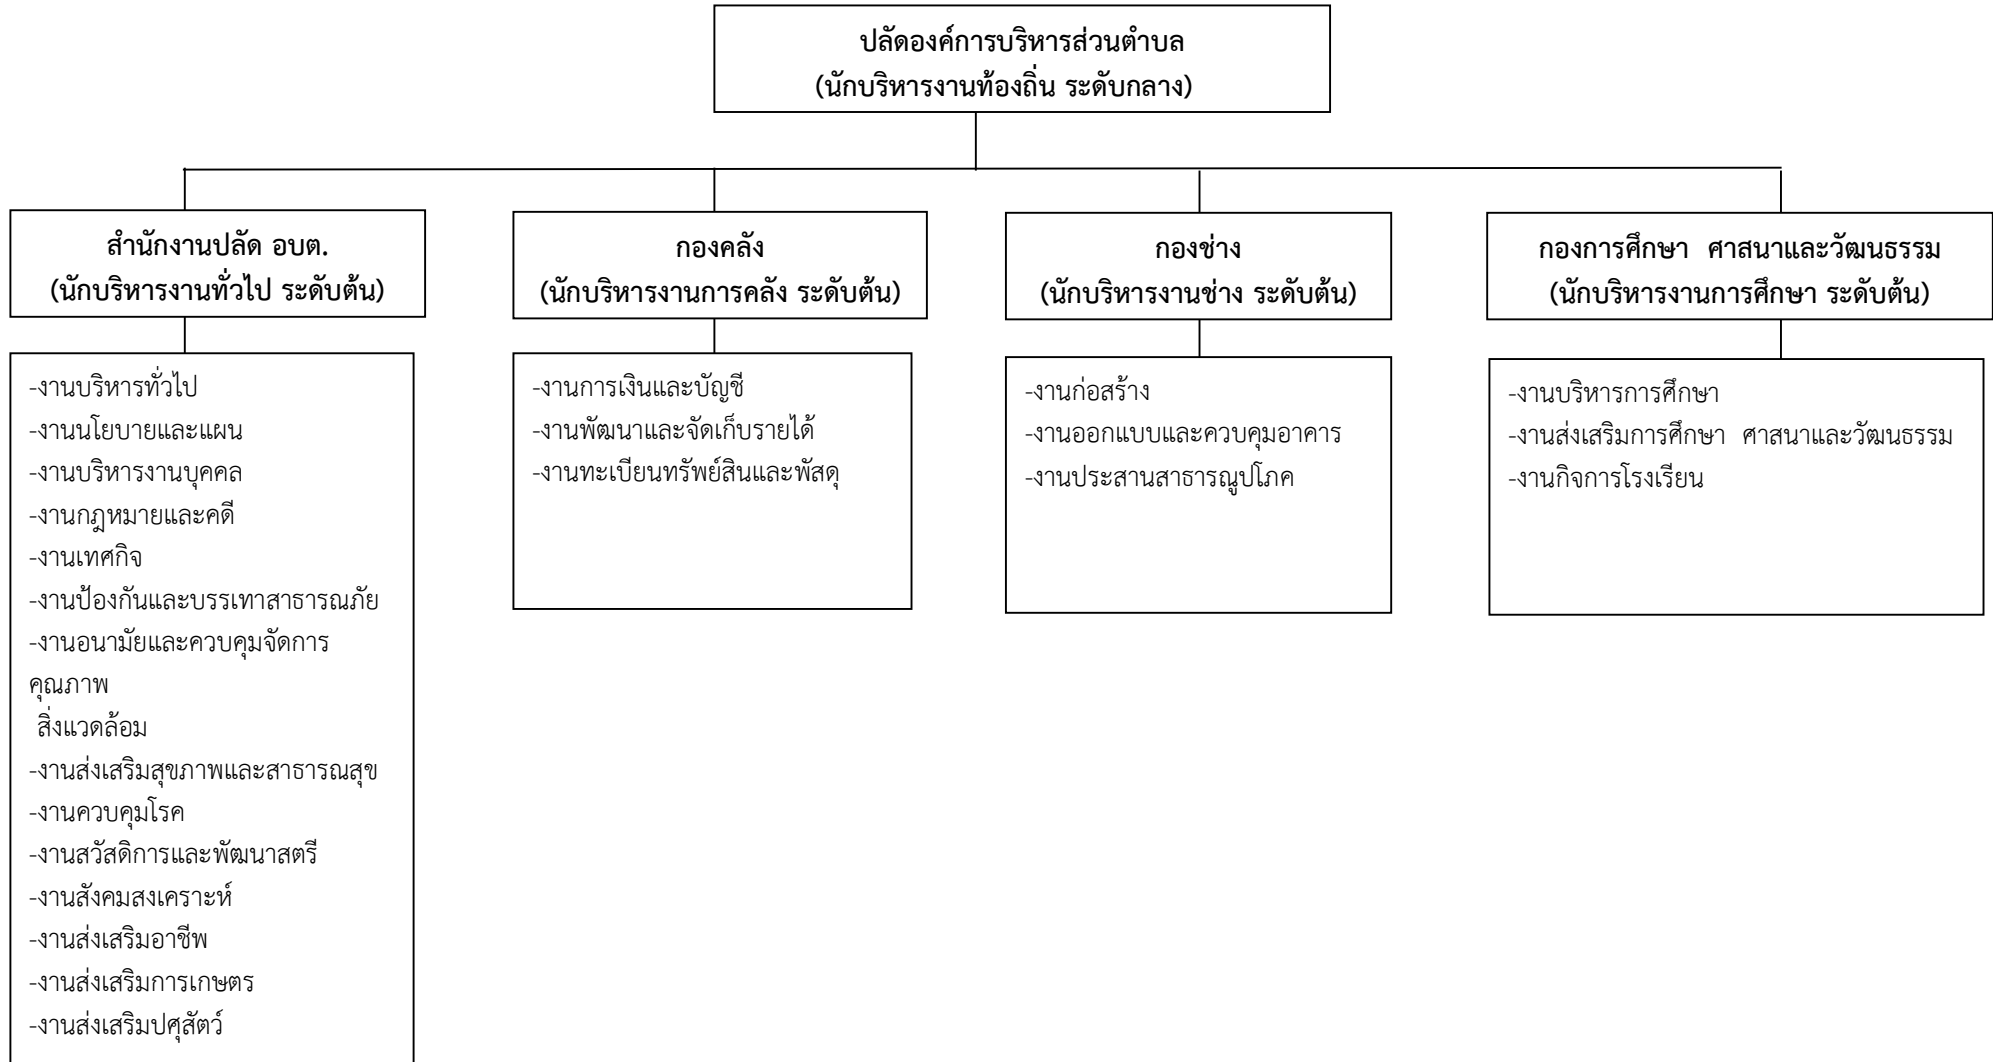 ปลัดองค์การบริหารส่วนตำบล
(นักบริหารงานท้องถิ่น ระดับกลาง)
สำนักงานปลัด อบต.
(นักบริหารงานทั่วไป ระดับต้น)
-งานบริหารทั่วไป
-งานนโยบายและแผน
-งานบริหารงานบุคคล
-งานกฎหมายและคดี
-งานเทศกิจ
-งานป้องกันและบรรเทาสาธารณภัย
-งานอนามัยและควบคุมจัดการ
คุณภาพ
สิ่งแวดล้อม
-งานส่งเสริมสุขภาพและสาธารณสุข
-งานควบคุมโรค
-งานสวัสดิการและพัฒนาสตรี
-งานสังคมสงเคราะห์
-งานส่งเสริมอาชีพ
-งานส่งเสริมการเกษตร
-งานส่งเสริมปศุสัตว์
กองคลัง
(นักบริหารงานการคลัง ระดับต้น)
-งานการเงินและบัญชี
-งานพัฒนาและจัดเก็บรายได้
-งานทะเบียนทรัพย์สินและพัสดุ
กองช่าง
(นักบริหารงานช่าง ระดับต้น)
-งานก่อสร้าง
-งานออกแบบและควบคุมอาคาร
-งานประสานสาธารณูปโภค
กองการศึกษา ศาสนาและวัฒนธรรม
(นักบริหารงานการศึกษา ระดับต้น)
-งานบริหารการศึกษา
-งานส่งเสริมการศึกษา ศาสนาและวัฒนธรรม
-งานกิจการโรงเรียน